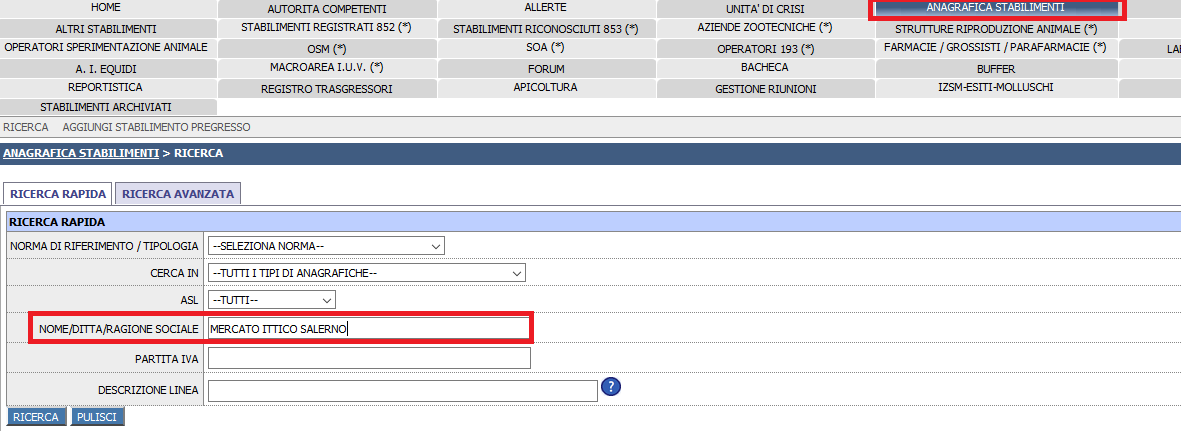 HOME AUTORITA COMPETENTI ALLERTE UNITA' DI CRISI ANAGRAFICA STABILIMENTI
ALTRI STABILIMENTI STABILIMENTI REGISTRATI 852 (*) STABILIMENTI RICONOSCIUTI 853 (*) AZIENDE ZOOTECNICHE (*) STRUTTURE RIPRODUZIONE ANIMALE (*)
OPERATORI SPERIMENTAZIONE ANIMALE OSM (*) SOA (*) OPERATORI 193 (*) FARMACIE / GROSSISTI / PARAFARMACIE (*)
A. I. EQUIDI MACROAREA I.U.V. (*) FORUM BACHECA BUFFER
REPORTISTICA REGISTRO TRASGRESSORI APICOLTURA GESTIONE RIUNIONI IZSM-ESITI-MOLLUSCHI
STABILIMENTI ARCHIVIATI
RICERCA AGGIUNGI STABILIMENTO PREGRESSO
ANAGRAFICA STABILIMENTI > RICERCA
RICERCA RAPIDA RICERCA AVANZATA
RICERCA RAPIDA
NORMA DI RIFERIMENTO / TIPOLOGIA --SELEZIONA NORMA--
CERCA IN --TUTTI I TIPI DI ANAGRAFICHE--
ASL --TUTTI--
NOME/DITTA/RAGIONE SOCIALE MERCATO ITTICO SALERNO
PARTITA IVA
DESCRIZIONE LINEA ?
RICERCA PULISCI